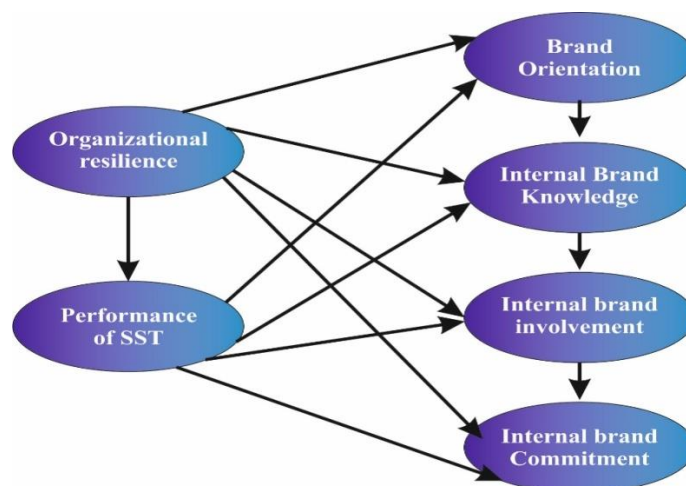 Brand
Orientation
Organizational
resilience
Internal Brand
Knowledge
Performance
of SST
Internal brand
involvement
Internal brand
Commitment